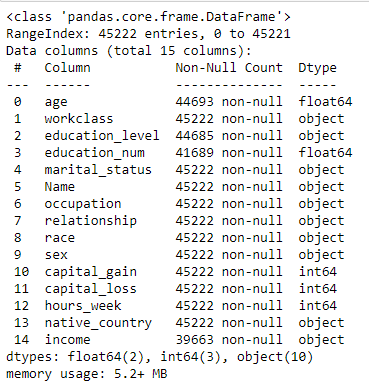 <class 'pandas.core.frame.DataFrame'>
RangeIndex: 45222 entries, 0 to 45221
Data columns (total 15 columns):
 #   Column           Non-Null Count  Dtype
---  ------           --------------  -----
 0   age              44693 non-null  float64
 1   workclass        45222 non-null  object
 2   education_level  44685 non-null  object
 3   education_num    41689 non-null  float64
 4   marital_status   45222 non-null  object
 5   Name             45222 non-null  object
 6   occupation       45222 non-null  object
 7   relationship     45222 non-null  object
 8   race             45222 non-null  object
 9   sex              45222 non-null  object
 10  capital_gain     45222 non-null  int64
 11  capital_loss     45222 non-null  int64
 12  hours_week       45222 non-null  int64
 13  native_country   45222 non-null  object
 14  income           39663 non-null  object
dtypes: float64(2), int64(3), object(10)
memory usage: 5.2+ MB